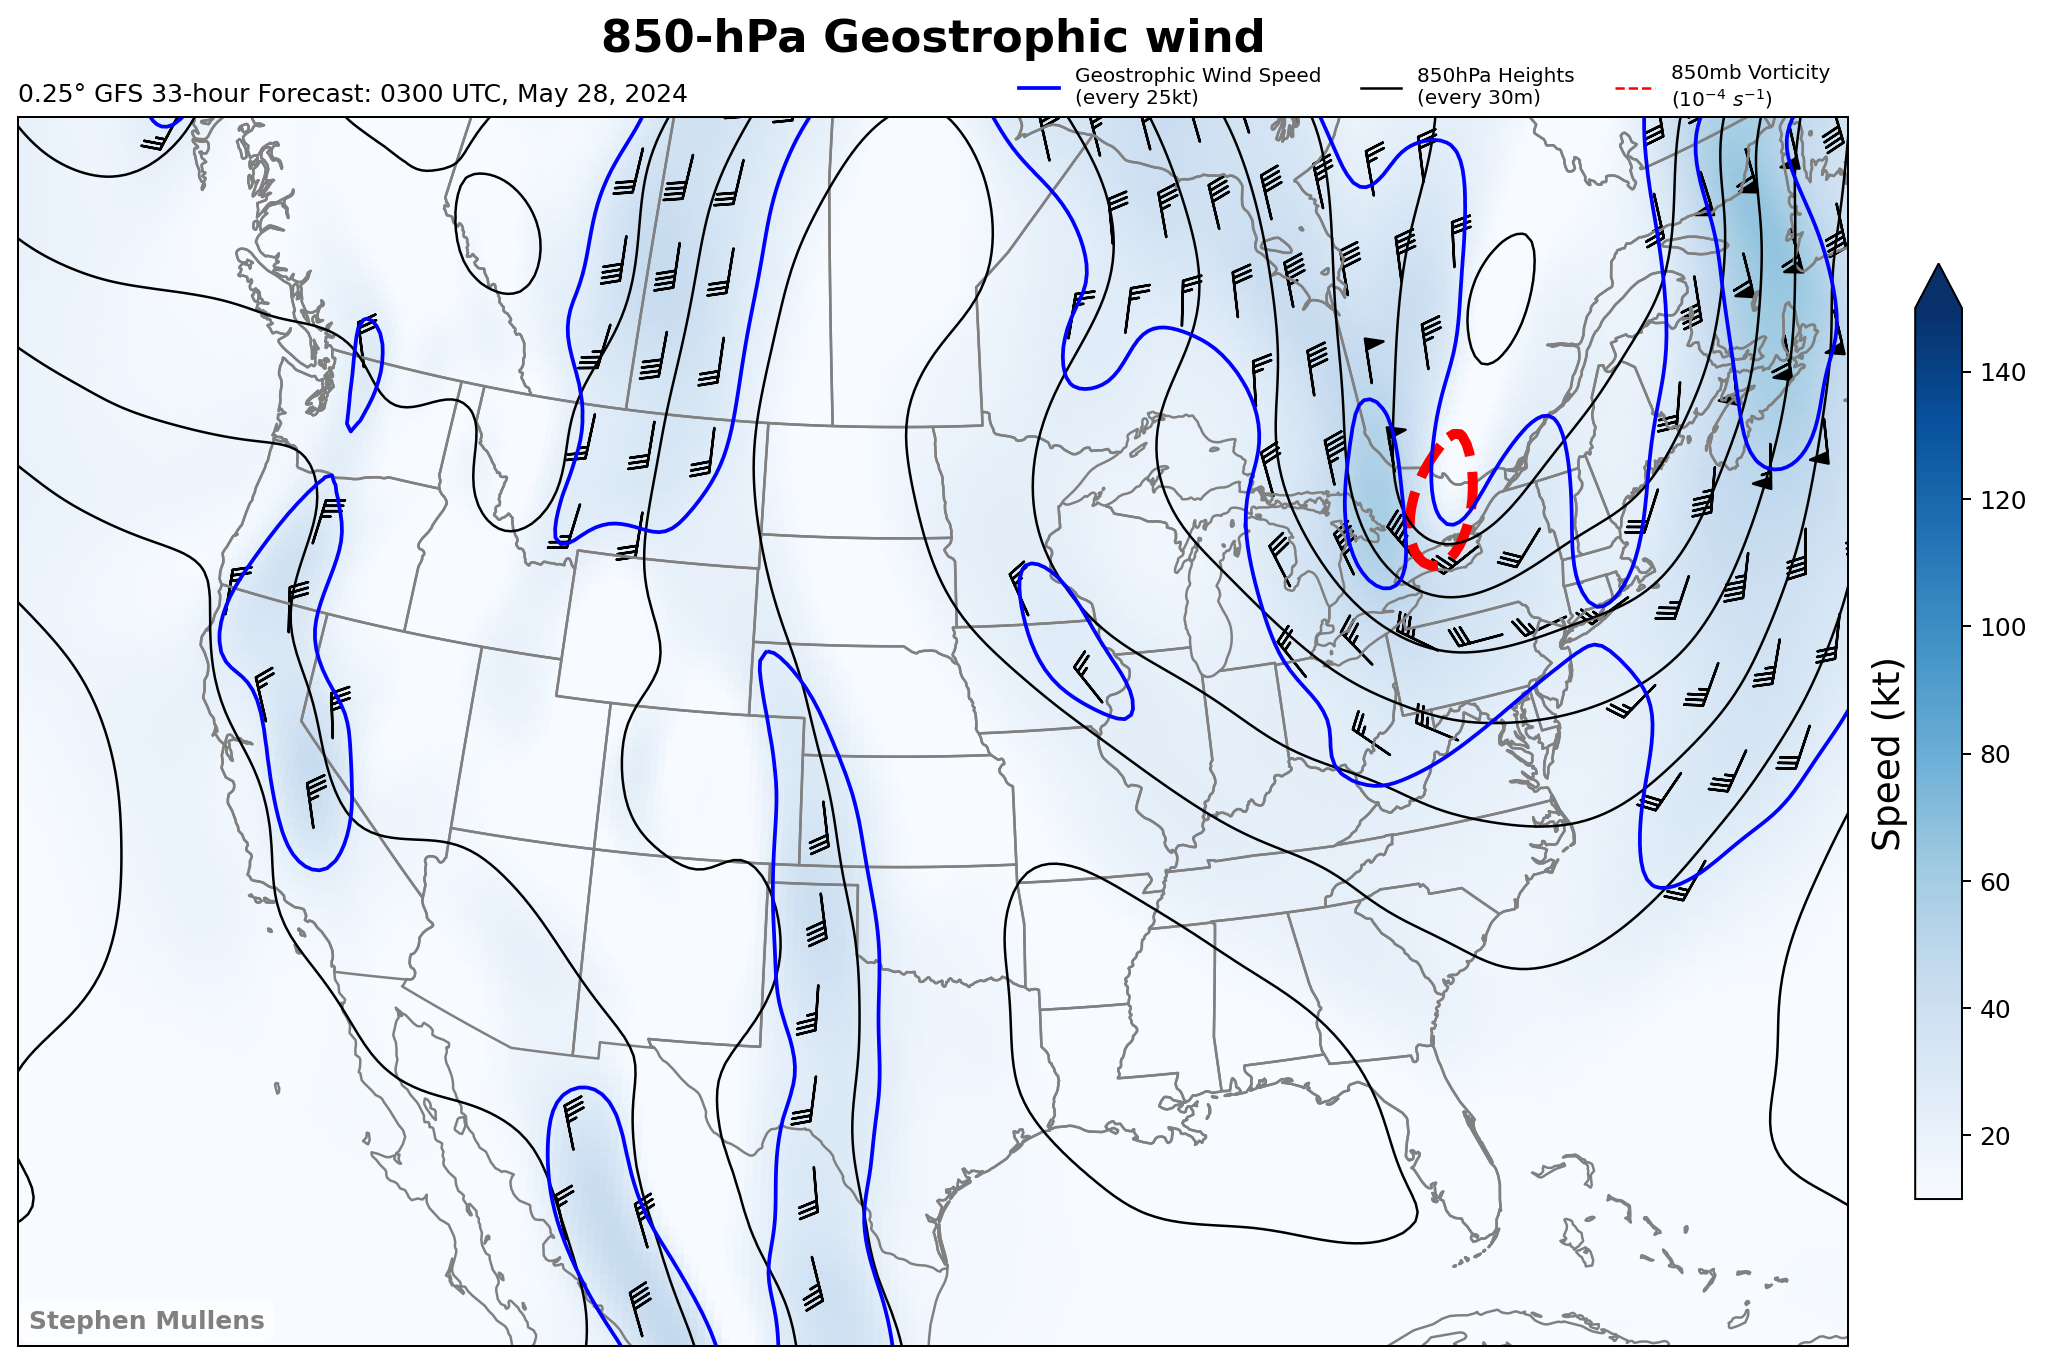 850-hPa Geostrophic wind
0.25° GFS 33-hour Forecast: 0300 UTC, May 28, 2024
Geostrophic Wind Speed
(every 25kt)
850hPa Heights
(every 30m)
850mb Vorticity
(10⁻⁴ s⁻¹)
140
120
100
80
60
40
20
Speed (kt)
Stephen Mullens